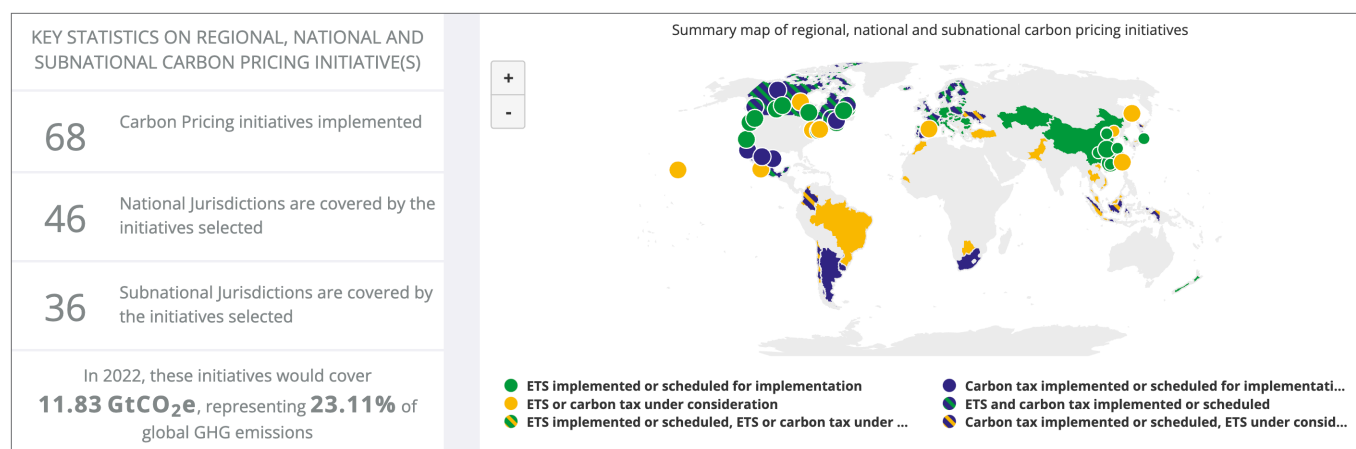 KEY STATISTICS ON REGIONAL, NATIONAL AND
SUBNATIONAL CARBON PRICING INITIATIVE(S)
68
Carbon Pricing initiatives implemented
46
National Jurisdictions are covered by the
initiatives selected
36
Subnational Jurisdictions are covered by
the initiatives selected
In 2022, these initiatives would cover
11.83 GtCO₂e, representing 23.11% of
global GHG emissions
Summary map of regional, national and subnational carbon pricing initiatives
+
-
ETS implemented or scheduled for implementation
ETS or carbon tax under consideration
ETS implemented or scheduled, ETS or carbon tax under ...
Carbon tax implemented or scheduled for implementati...
ETS and carbon tax implemented or scheduled
Carbon tax implemented or scheduled, ETS under consid...